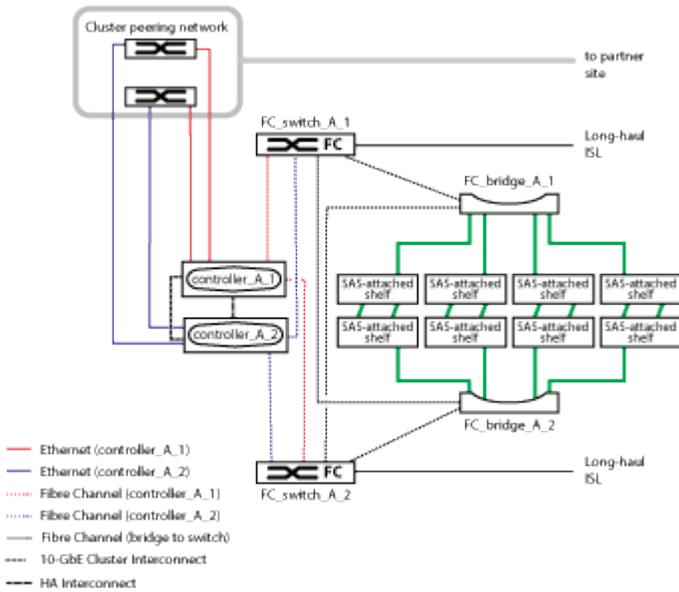 Cluster peering network
to partner
site
FC_switch_A_1
FC
Long-haul
ISL
FC_bridge_A_1
controller_A_1
SAS-attached
shelf
SAS-attached
shelf
SAS-attached
shelf
SAS-attached
shelf
controller_A_2
SAS-attached
shelf
SAS-attached
shelf
SAS-attached
shelf
SAS-attached
shelf
FC_bridge_A_2
FC
FC_switch_A_2
Long-haul
ISL
Ethernet (controller_A_1)
Ethernet (controller_A_2)
Fibre Channel (controller_A_1)
Fibre Channel (controller_A_2)
Fibre Channel (bridge to switch)
10-GbE Cluster Interconnect
HA Interconnect